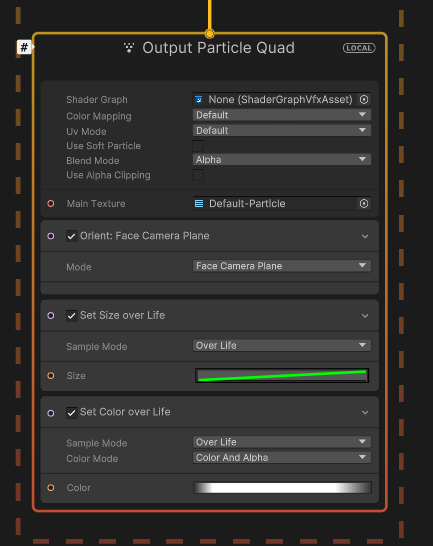 #
Output Particle Quad
LOCAL
Shader Graph None (ShaderGraphVfxAsset)
Color Mapping Default
Uv Mode Default
Use Soft Particle
Blend Mode Alpha
Use Alpha Clipping
Main Texture Default-Particle
Orient: Face Camera Plane
Mode Face Camera Plane
Set Size over Life
Sample Mode Over Life
Size
Set Color over Life
Sample Mode Over Life
Color Mode Color And Alpha
Color